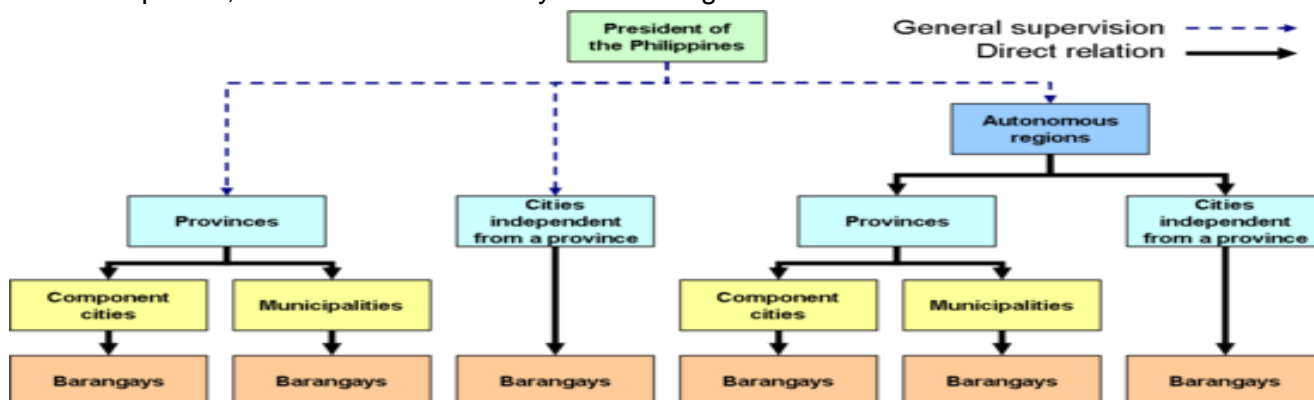 President of
the Philippines
General supervision
Direct relation
Autonomous
regions
Provinces
Cities
independent
from a province
Provinces
Cities
independent
from a province
Component
cities
Municipalities
Component
cities
Municipalities
Barangays
Barangays
Barangays
Barangays
Barangays
Barangays